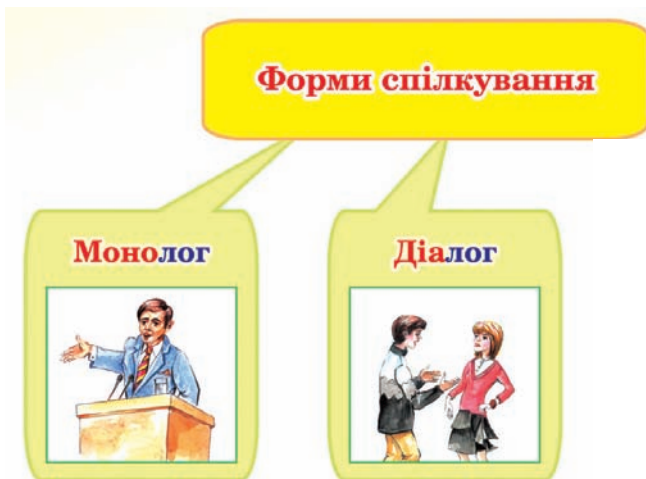 Форми спілкування
Монолог
Діалог